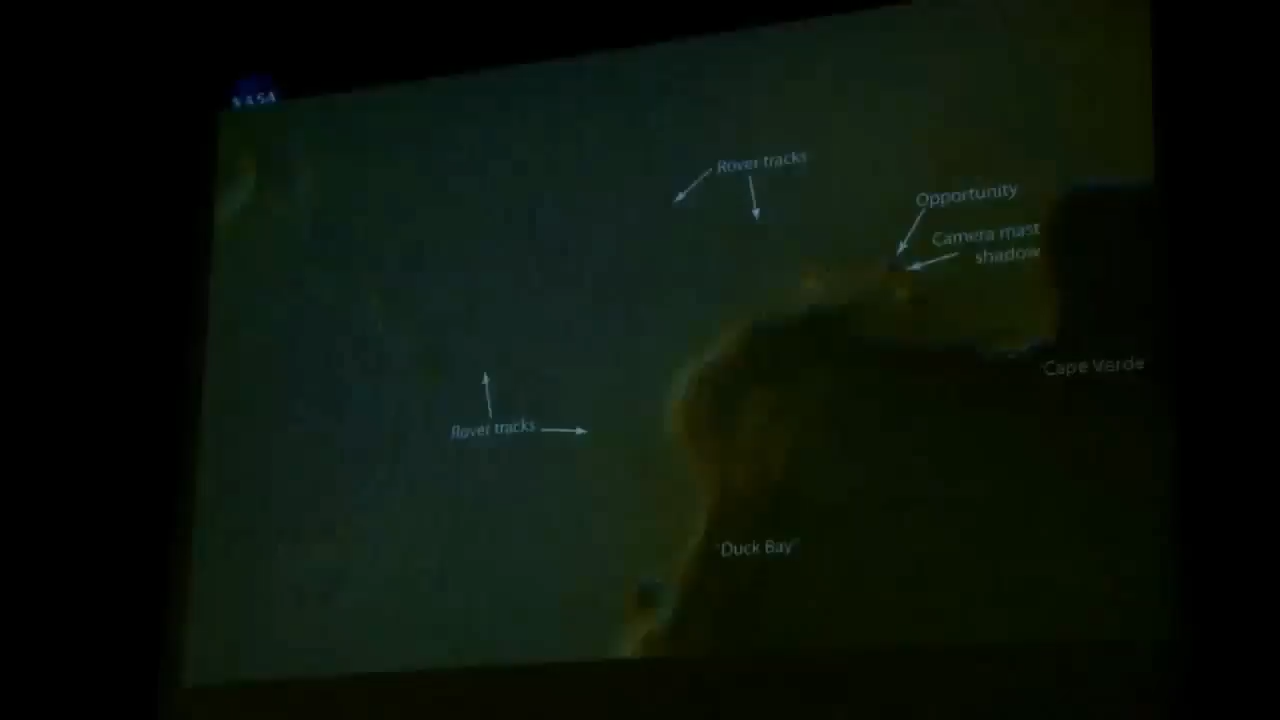 NASA
Rover tracks
Opportunity
Camera mast
shadow
Cape Verde
Rover tracks
"Duck Bay"